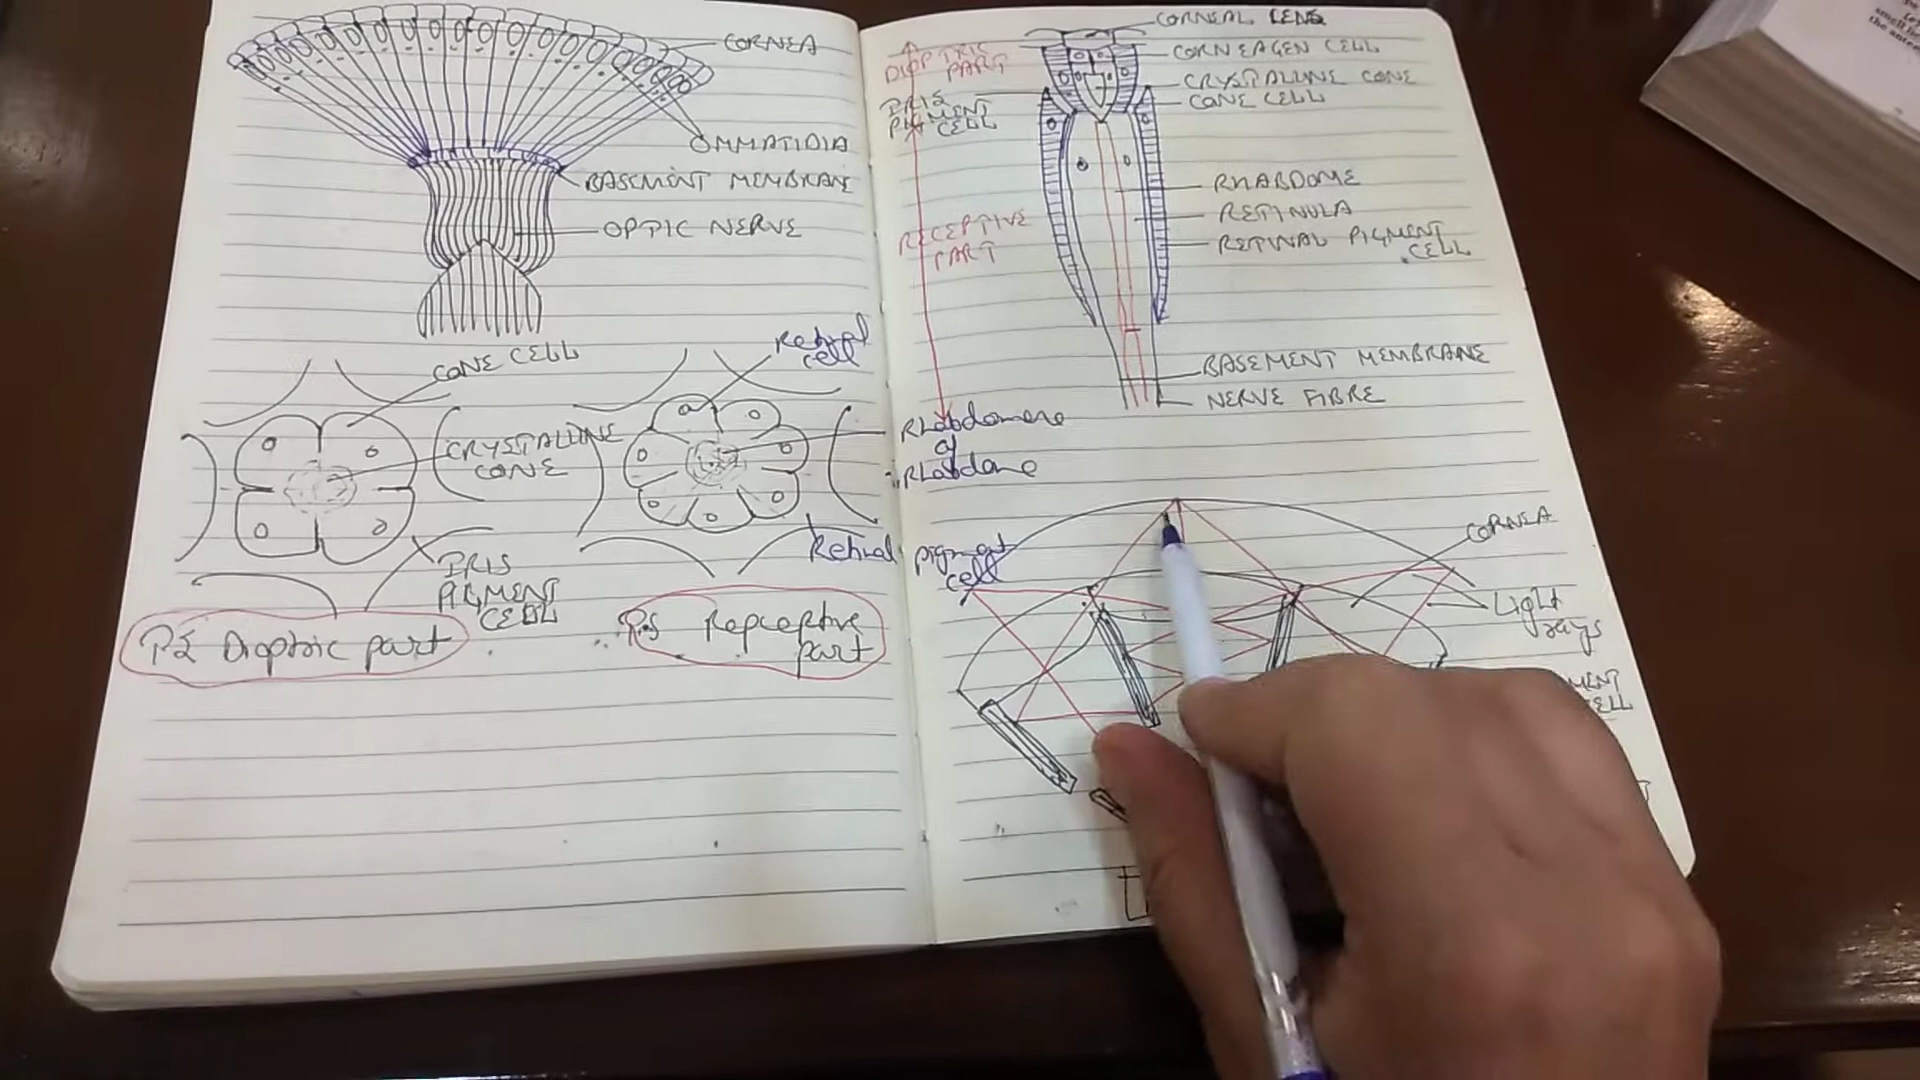 CORNEA
OMMATIDIA
BASEMENT MEMBRANE
OPTIC NERVE
CONE CELL
Retinal
cell
CRYSTALLINE
CONE
IRIS
PIGMENT
CELL
Retinal pigment
cell
Rhabdomere
of
Rhabdome
T.S Dioptric part
T.S Receptive
part
DIOPTRIC
PART
IRIS
PIGMENT
CELL
RECEPTIVE
PART
CORNEAL LENS
CORNEAGEN CELL
CRYSTALLINE CONE
CONE CELL
RHABDOME
RETINULA
RETINAL PIGMENT
CELL
BASEMENT MEMBRANE
NERVE FIBRE
CORNEA
Light
rays
MENT
CELL